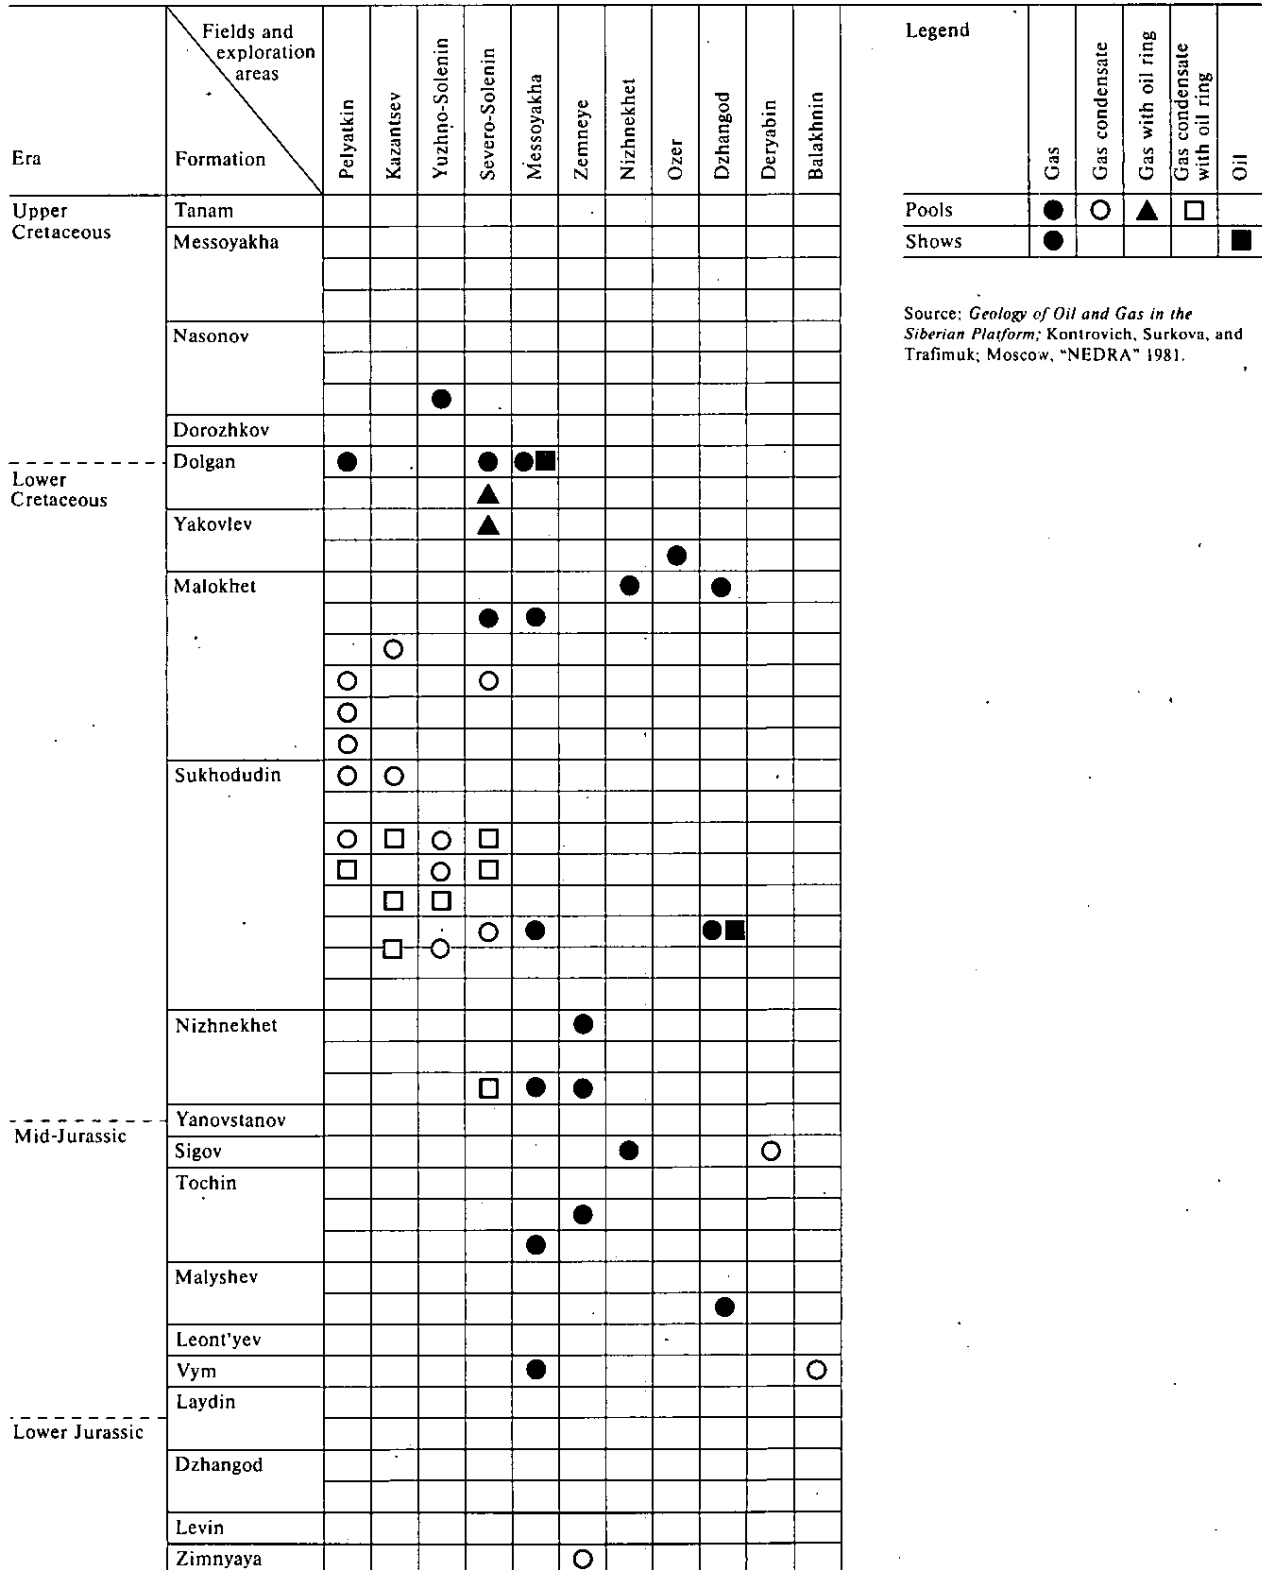 Fields and
exploration
areas
Era
Formation
Pelyatkin
Kazantsev
Yuzhno-Solenin
Severo-Solenin
Messoyakha
Zemneye
Nizhnekhet
Ozer
Dzhangod
Deryabin
Balakhnin
Legend
Gas
Gas condensate
Gas with oil ring
Gas condensate
with oil ring
Oil
Pools
Shows
Source: Geology of Oil and Gas in the
Siberian Platform; Kontrovich, Surkova, and
Trafimuk; Moscow, "NEDRA" 1981.
Upper
Cretaceous
Tanam
Messoyakha
Nasonov
Dorozhkov
Dolgan
Lower
Cretaceous
Yakovlev
Malokhet
Sukhodudin
Nizhnekhet
Yanovstanov
Mid-Jurassic
Sigov
Tochin
Malyshev
Leont'yev
Vym
Laydin
Lower Jurassic
Dzhangod
Levin
Zimnyaya